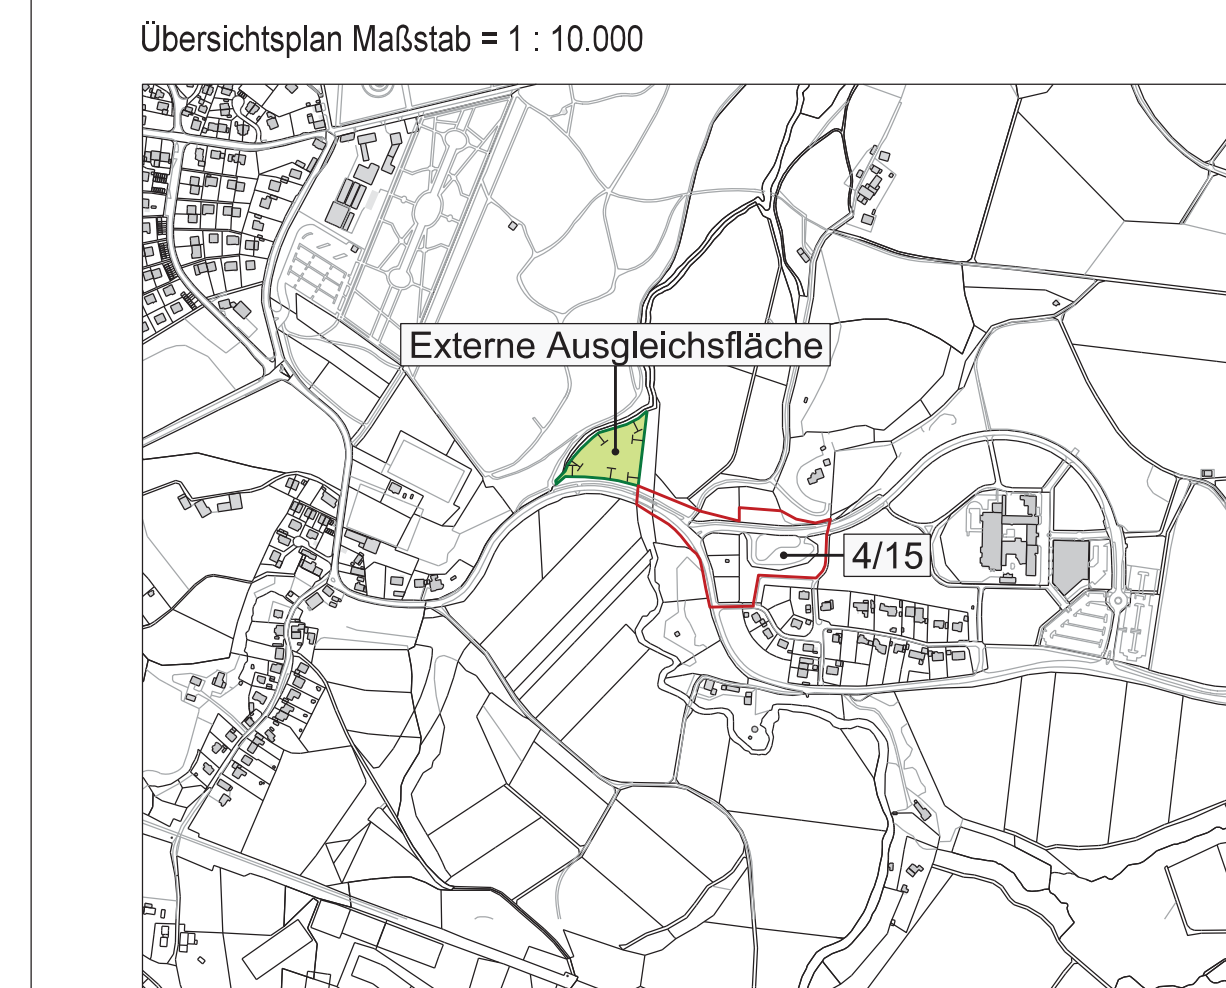 Übersichtsplan Maßstab = 1 : 10.000
Externe Ausgleichsfläche
4/15